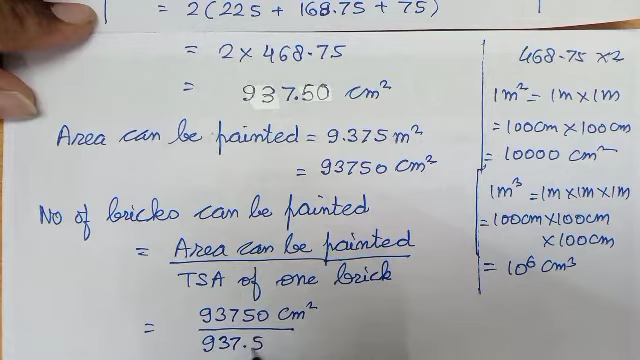 = 2(225 + 168.75 + 75)
= 2 × 468.75
= 937.50 cm²
Area can be painted = 9.375 m²
= 93750 cm²
No of bricks can be painted
= Area can be painted
TSA of one brick
= 93750 cm²
937.5
468.75 × 2
1m² = 1m × 1m
= 100cm × 100cm
= 10000 cm²
1m³ = 1m × 1m × 1m
= 100cm × 100cm
× 100cm
= 10⁶ cm³